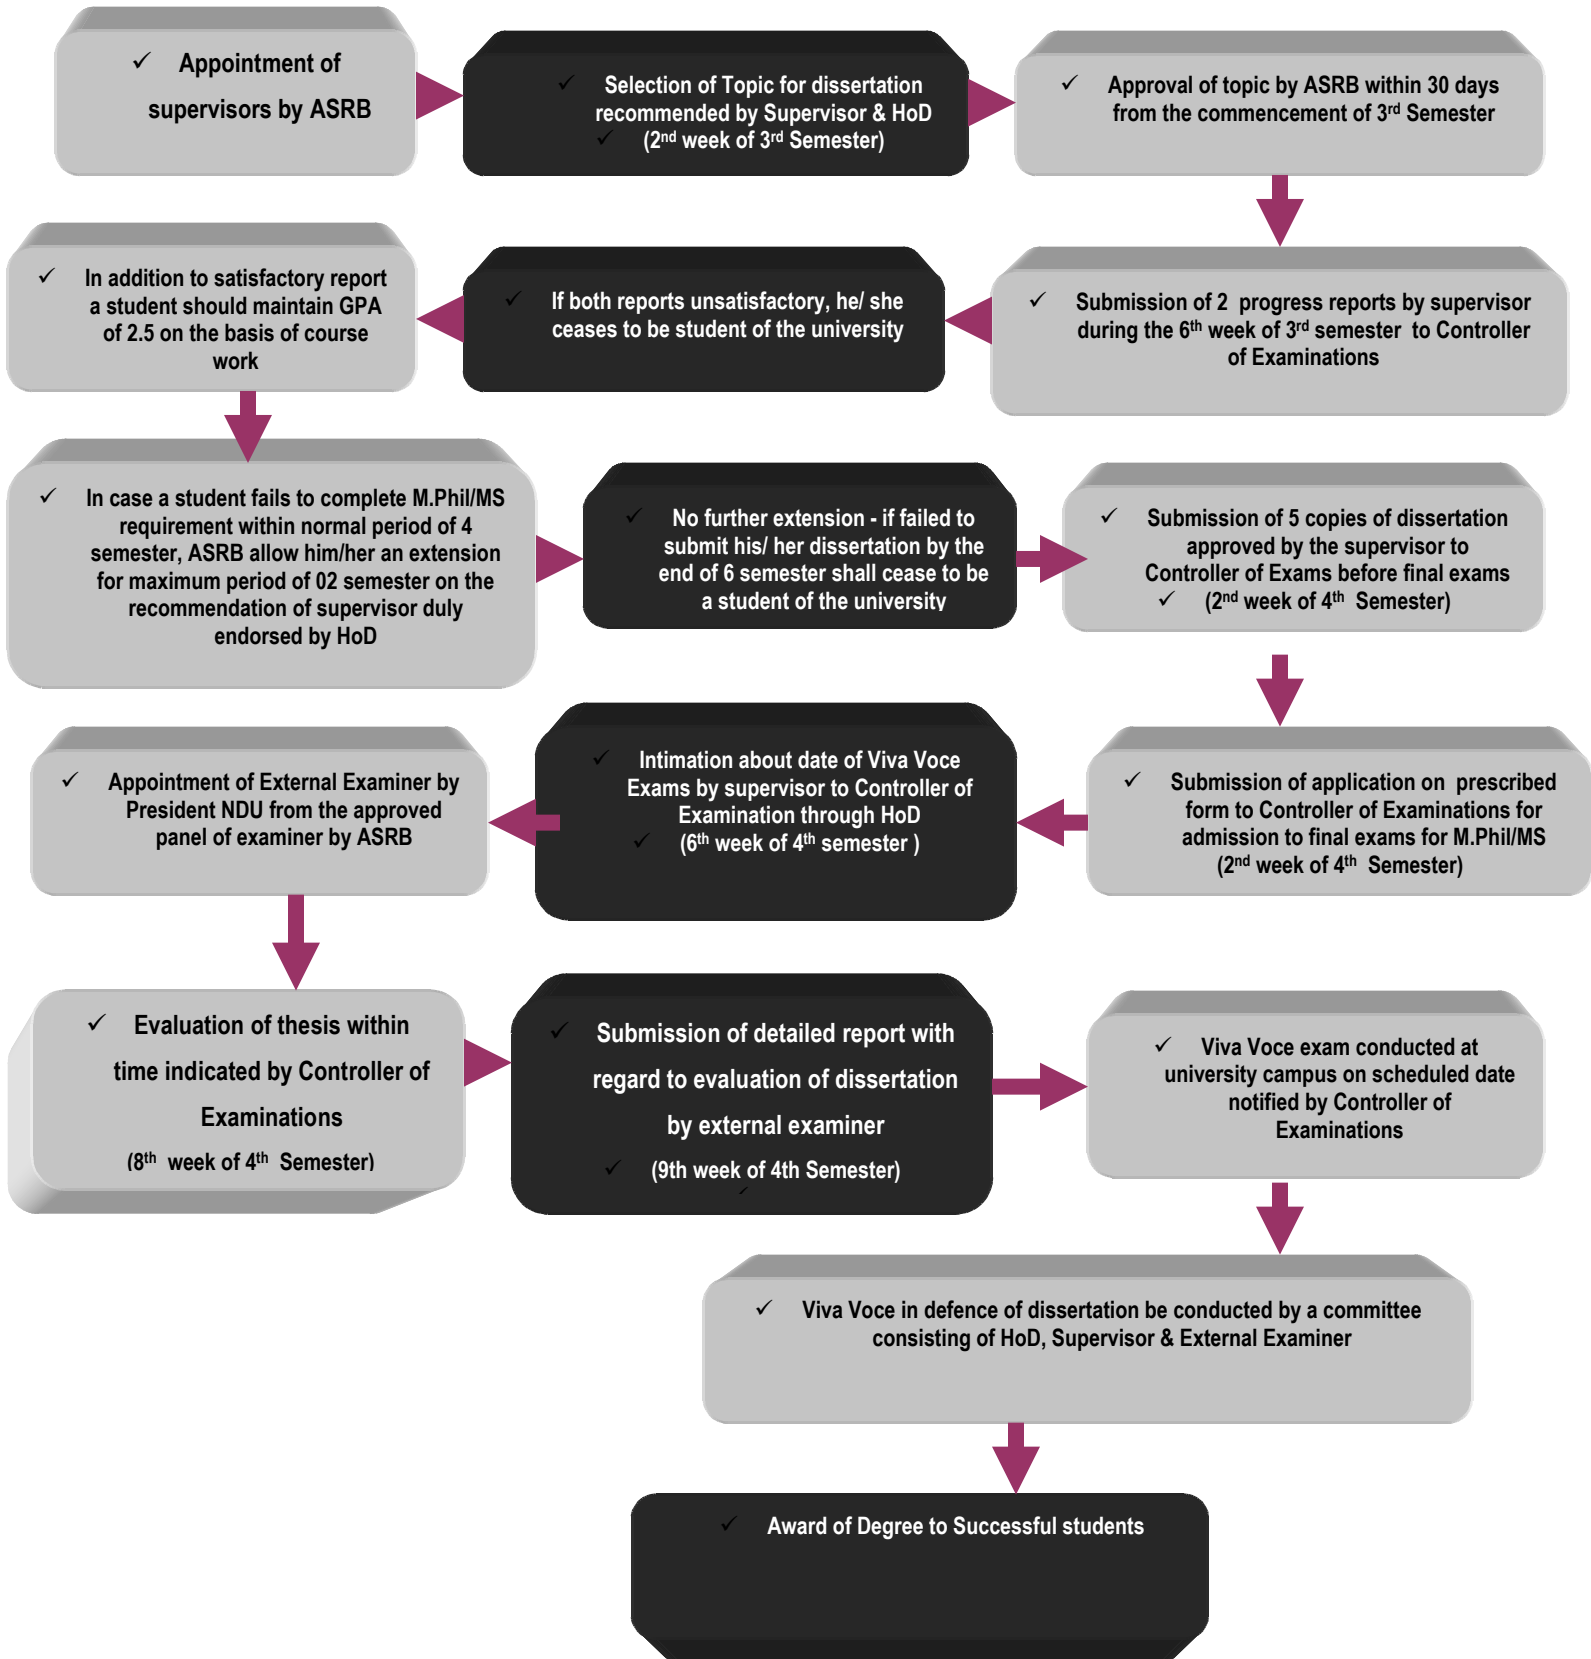 ✓ Appointment of
supervisors by ASRB
✓ Selection of Topic for dissertation
recommended by Supervisor & HoD
✓ (2nd week of 3rd Semester)
✓ Approval of topic by ASRB within 30 days
from the commencement of 3rd Semester
✓ Submission of 2 progress reports by supervisor
during the 6th week of 3rd semester to Controller
of Examinations
✓ If both reports unsatisfactory, he/ she
ceases to be student of the university
✓ In addition to satisfactory report
a student should maintain GPA
of 2.5 on the basis of course
work
✓ In case a student fails to complete M.Phil/MS
requirement within normal period of 4
semester, ASRB allow him/her an extension
for maximum period of 02 semester on the
recommendation of supervisor duly
endorsed by HoD
✓ No further extension - if failed to
submit his/ her dissertation by the
end of 6 semester shall cease to be
a student of the university
✓ Submission of 5 copies of dissertation
approved by the supervisor to
Controller of Exams before final exams
✓ (2nd week of 4th Semester)
✓ Submission of application on prescribed
form to Controller of Examinations for
admission to final exams for M.Phil/MS
(2nd week of 4th Semester)
✓ Intimation about date of Viva Voce
Exams by supervisor to Controller of
Examination through HoD
✓ (6th week of 4th semester )
✓ Appointment of External Examiner by
President NDU from the approved
panel of examiner by ASRB
✓ Evaluation of thesis within
time indicated by Controller of
Examinations
(8th week of 4th Semester)
✓ Submission of detailed report with
regard to evaluation of dissertation
by external examiner
✓ (9th week of 4th Semester)
✓
✓ Viva Voce exam conducted at
university campus on scheduled date
notified by Controller of
Examinations
✓ Viva Voce in defence of dissertation be conducted by a committee
consisting of HoD, Supervisor & External Examiner
✓ Award of Degree to Successful students